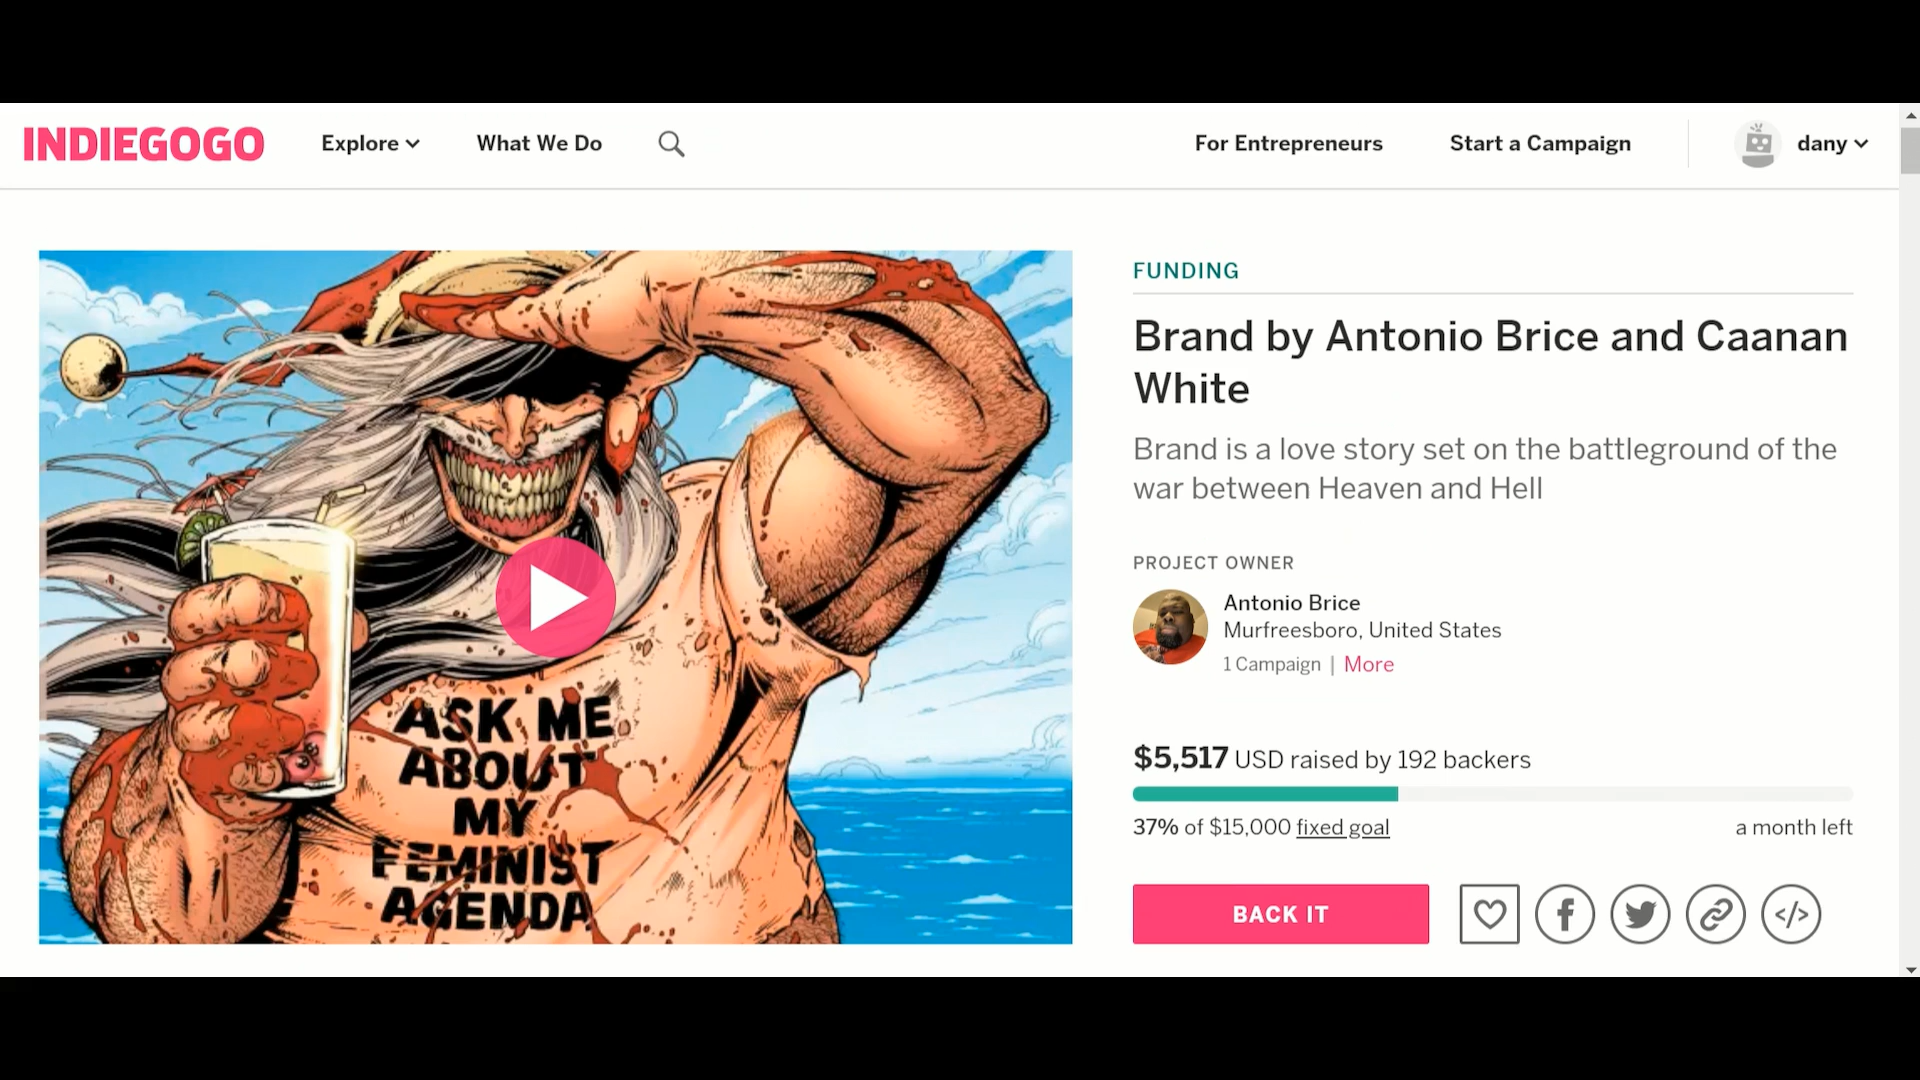 INDIEGOGO
Explore
What We Do
For Entrepreneurs
Start a Campaign
dany
ASK ME
ABOUT
MY
FEMINIST
AGENDA
FUNDING
Brand by Antonio Brice and Caanan
White
Brand is a love story set on the battleground of the
war between Heaven and Hell
PROJECT OWNER
Antonio Brice
Murfreesboro, United States
1 Campaign | More
$5,517 USD raised by 192 backers
37% of $15,000 fixed goal
a month left
BACK IT